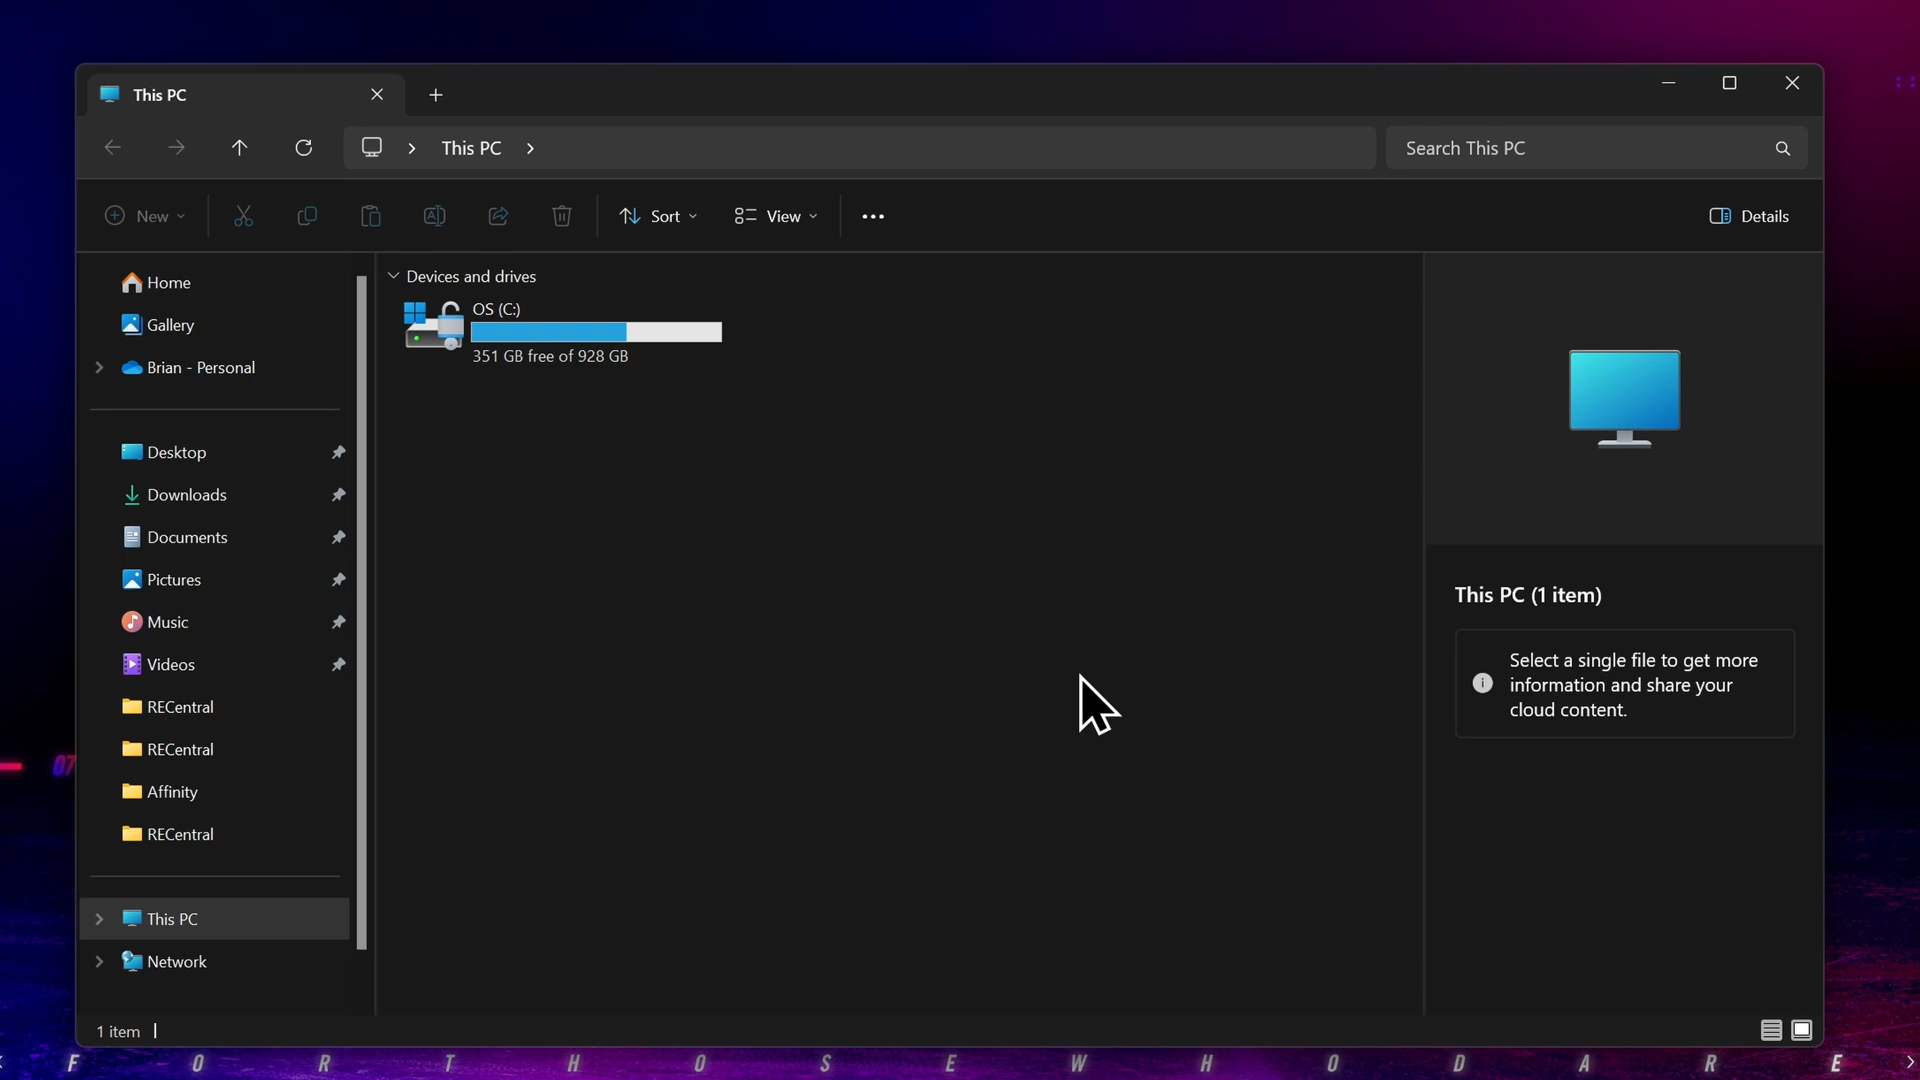 This PC
This PC
Search This PC
New
Sort
View
Details
Home
Gallery
Brian - Personal
Desktop
Downloads
Documents
Pictures
Music
Videos
RECentral
RECentral
Affinity
RECentral
This PC
Network
Devices and drives
OS (C:)
351 GB free of 928 GB
This PC (1 item)
Select a single file to get more
information and share your
cloud content.
1 item
07
F O R T H O S E W H O D A R E